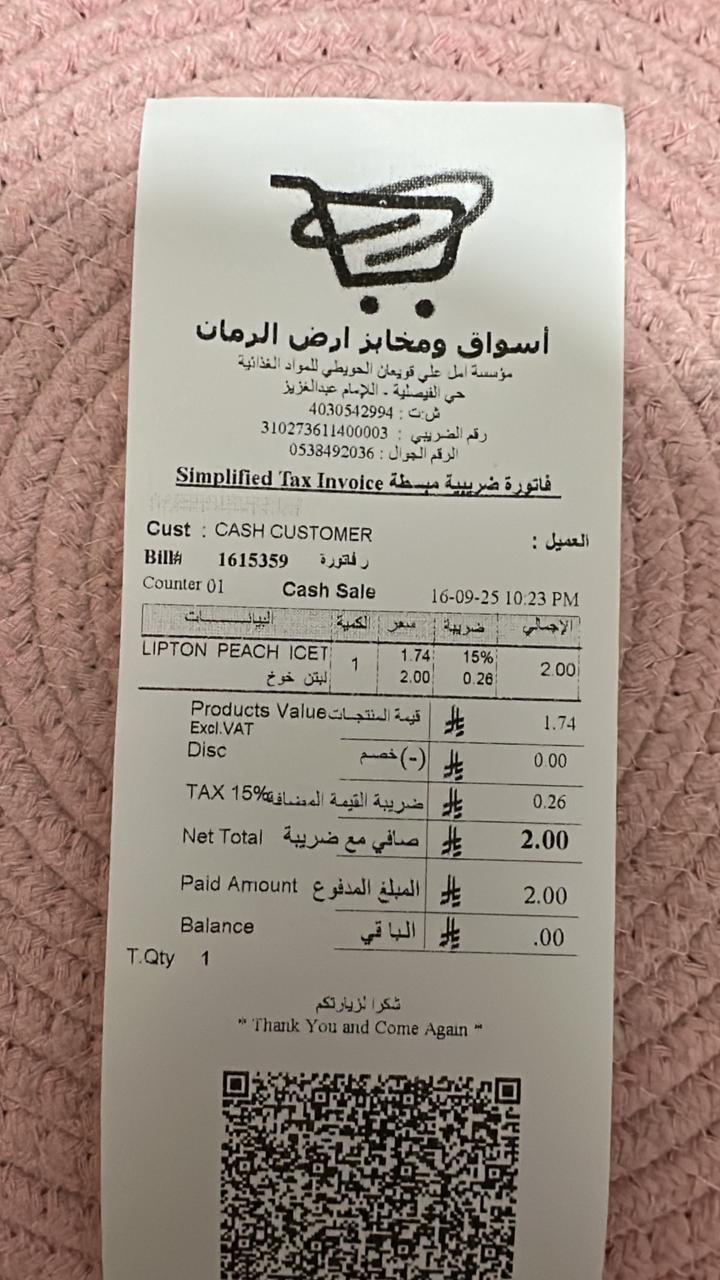 أسواق ومخابز ارض الرمان
مؤسسة امل علي قويعان الحويطي للمواد الغذائية
حي الفيصلية - الإمام عبدالعزيز
ش:ت : 4030542994
رقم الضريبي : 310273611400003
الرقم الجوال : 0538492036
Simplified Tax Invoice فاتورة ضريبية مبسطة
Cust : CASH CUSTOMER العميل :
Bill# 1615359 ر فاتورة
Counter 01 Cash Sale 16-09-25 10:23 PM
البيانات الكمية سعر ضريبة الإجمالي
LIPTON PEACH ICET 1 1.74 15% 2.00
لبتن خوخ 2.00 0.26
Products Value قيمة المنتجات 1.74
Excl.VAT
Disc خصم (-) 0.00
TAX 15% ضريبة القيمة المضافة 0.26
Net Total صافي مع ضريبة 2.00
Paid Amount المبلغ المدفوع 2.00
Balance الباقي .00
T.Qty 1
شكرا لزيارتكم
" Thank You and Come Again "